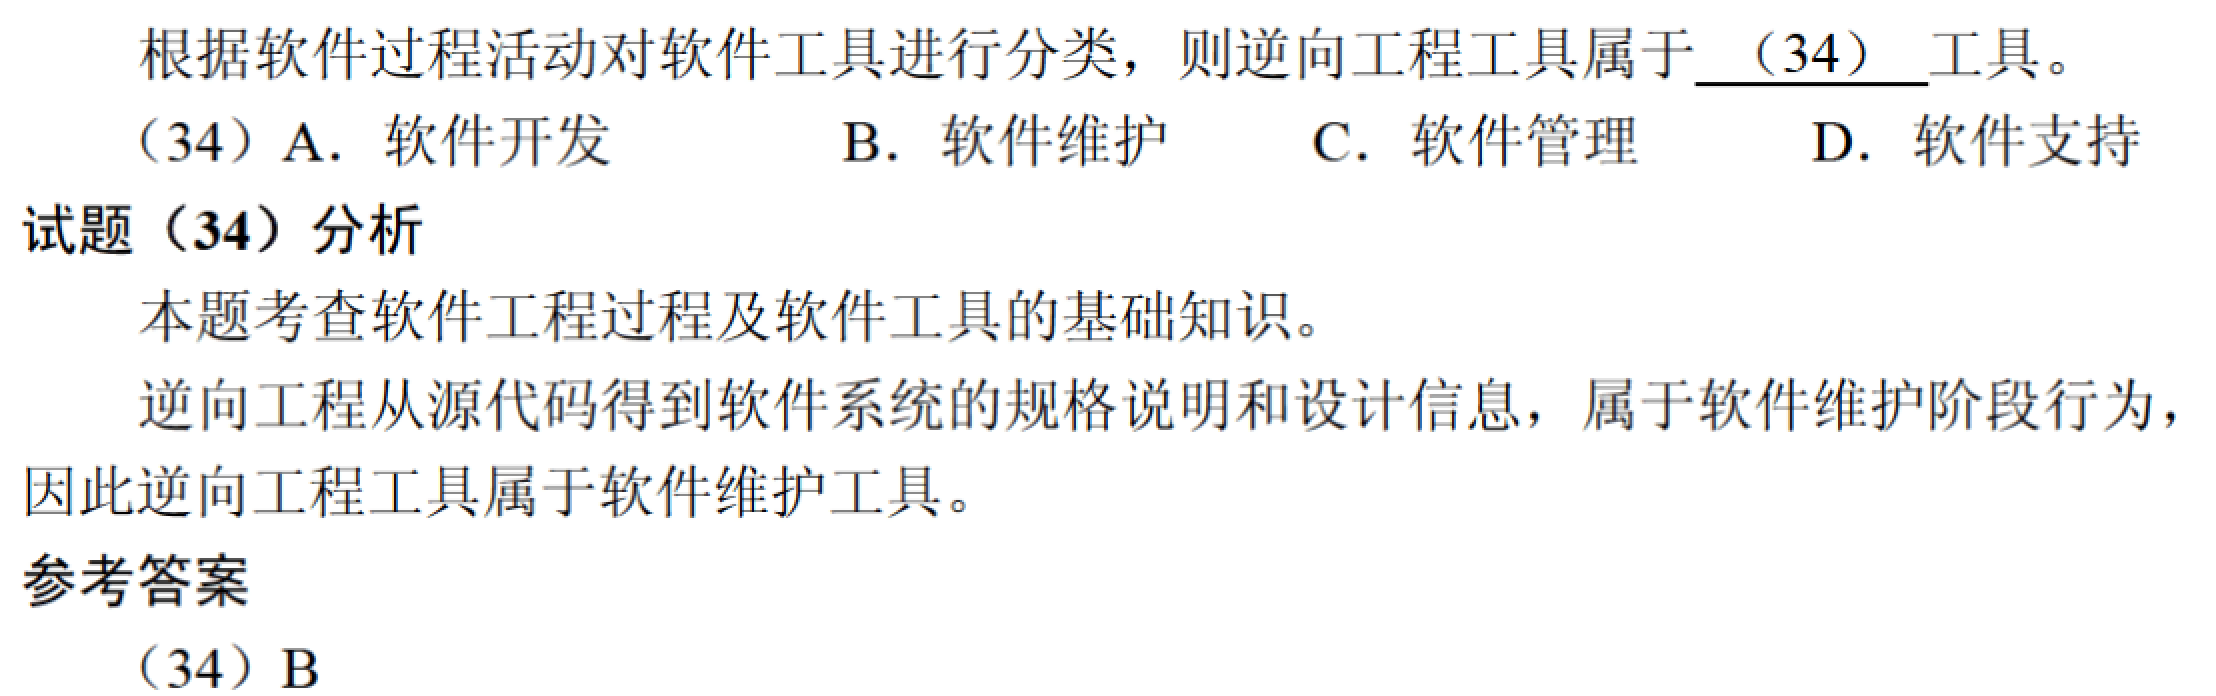 根据软件过程活动对软件工具进行分类，则逆向工程工具属于 （34） 工具。
（34）A．软件开发 B．软件维护 C．软件管理 D．软件支持
试题（34）分析
本题考查软件工程过程及软件工具的基础知识。
逆向工程从源代码得到软件系统的规格说明和设计信息，属于软件维护阶段行为，
因此逆向工程工具属于软件维护工具。
参考答案
（34）B